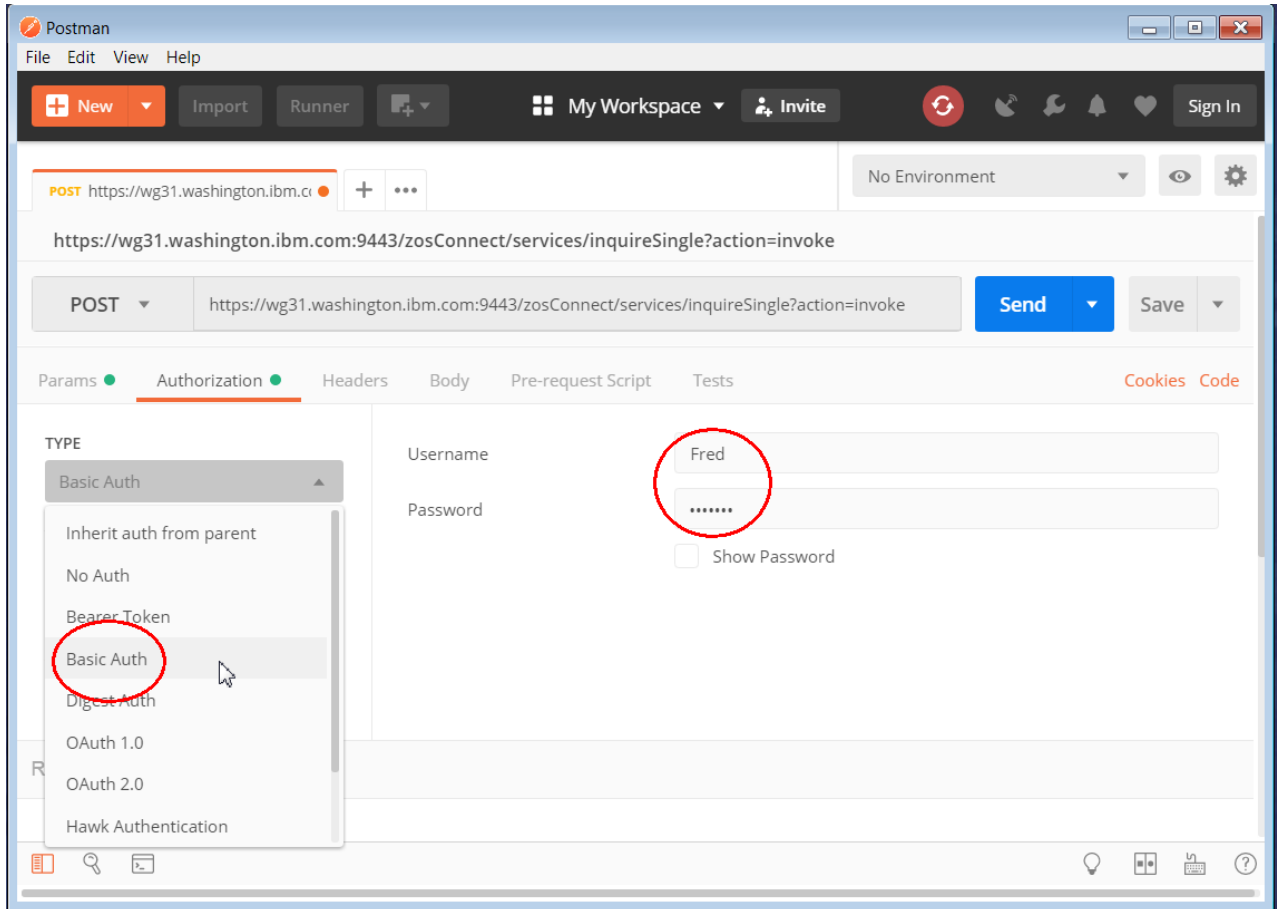 Postman
File Edit View Help
New Import Runner My Workspace Invite Sign In
POST https://wg31.washington.ibm.co
No Environment
https://wg31.washington.ibm.com:9443/zosConnect/services/inquireSingle?action=invoke
POST https://wg31.washington.ibm.com:9443/zosConnect/services/inquireSingle?action=invoke Send Save
Params Authorization Headers Body Pre-request Script Tests Cookies Code
TYPE
Basic Auth
Username Fred
Password •••••••
Show Password
Inherit auth from parent
No Auth
Bearer Token
Basic Auth
Digest Auth
OAuth 1.0
OAuth 2.0
Hawk Authentication